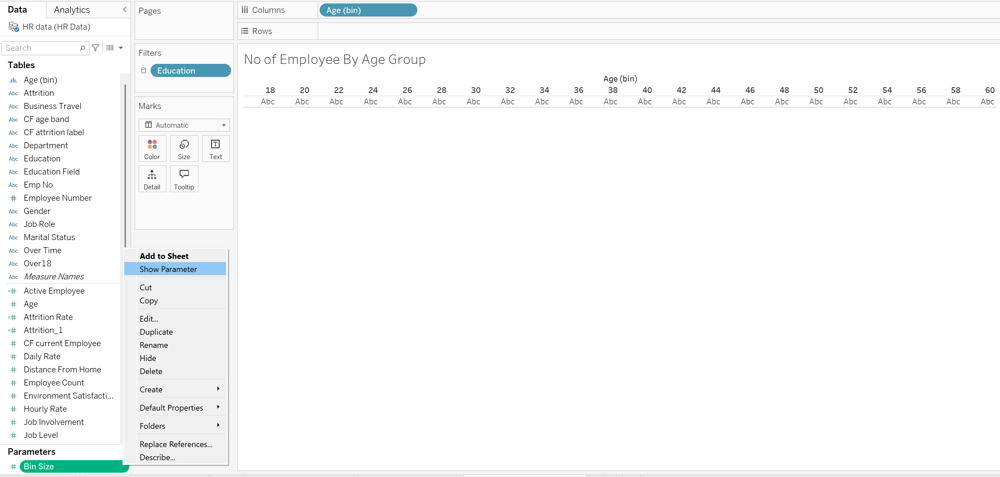 Data
Analytics
HR data (HR Data)
Search
Tables
Age (bin)
Abc Attrition
Abc Business Travel
Abc CF age band
Abc CF attrition label
Abc Department
Abc Education
Abc Education Field
Abc Emp No
# Employee Number
Abc Gender
Abc Job Role
Abc Marital Status
Abc Over Time
Abc Over18
Abc Measure Names
=# Active Employee
# Age
=# Attrition Rate
=# Attrition_1
# CF current Employee
# Daily Rate
# Distance From Home
# Employee Count
# Environment Satisfacti...
# Hourly Rate
# Job Involvement
# Job Level
Parameters
# Bin Size
Pages
Filters
Education
Marks
Automatic
Color Size Text
Detail Tooltip
Add to Sheet
Show Parameter
Cut
Copy
Edit...
Duplicate
Rename
Hide
Delete
Create
Default Properties
Folders
Replace References...
Describe...
Columns Age (bin)
Rows
No of Employee By Age Group
Age (bin)
18 20 22 24 26 28 30 32 34 36 38 40 42 44 46 48 50 52 54 56 58 60
Abc Abc Abc Abc Abc Abc Abc Abc Abc Abc Abc Abc Abc Abc Abc Abc Abc Abc Abc Abc Abc Abc